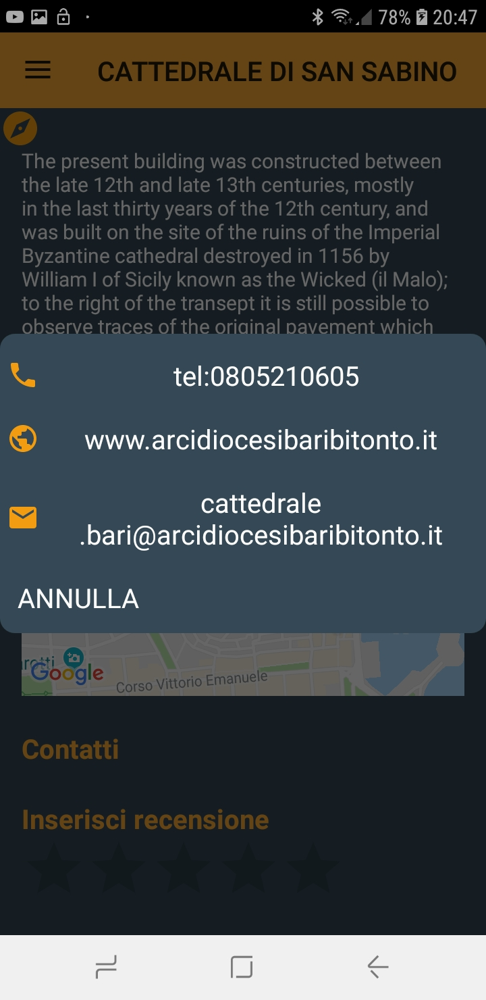 78% 20:47
CATTEDRALE DI SAN SABINO
The present building was constructed between
the late 12th and late 13th centuries, mostly
in the last thirty years of the 12th century, and
was built on the site of the ruins of the Imperial
Byzantine cathedral destroyed in 1156 by
William I of Sicily known as the Wicked (il Malo);
to the right of the transept it is still possible to
observe traces of the original pavement which
tel:0805210605
www.arcidiocesibaribitonto.it
cattedrale
.bari@arcidiocesibaribitonto.it
ANNULLA
Google
Corso Vittorio Emanuele
Contatti
Inserisci recensione